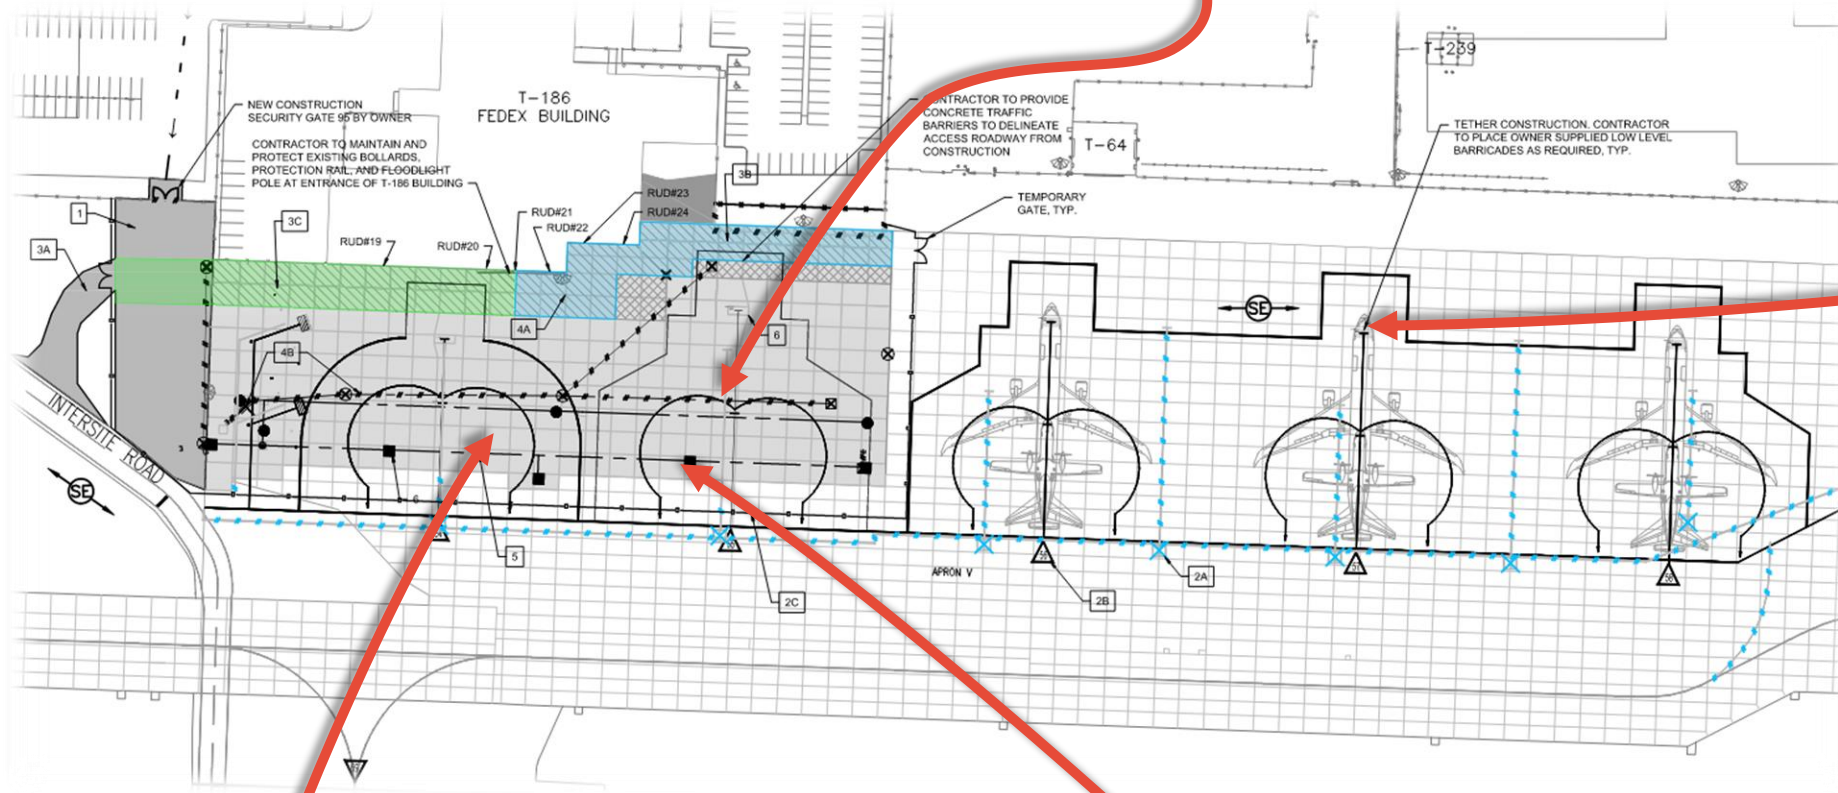 T-239
T-186
FEDEX BUILDING
NEW CONSTRUCTION
SECURITY GATE 95 BY OWNER
CONTRACTOR TO MAINTAIN AND
PROTECT EXISTING BOLLARDS,
PROTECTION RAIL, AND FLOODLIGHT
POLE AT ENTRANCE OF T-186 BUILDING
CONTRACTOR TO PROVIDE
CONCRETE TRAFFIC
BARRIERS TO DELINEATE
ACCESS ROADWAY FROM
CONSTRUCTION
T-64
TETHER CONSTRUCTION. CONTRACTOR
TO PLACE OWNER SUPPLIED LOW LEVEL
BARRICADES AS REQUIRED, TYP.
TEMPORARY
GATE, TYP.
3B
RUD#23
RUD#24
RUD#21
RUD#22
RUD#19
RUD#20
1
3A
3C
4A
6
4B
SE
INTERSITE ROAD
SE
6
5
2C
2B
2A
56
57
58
APRON V